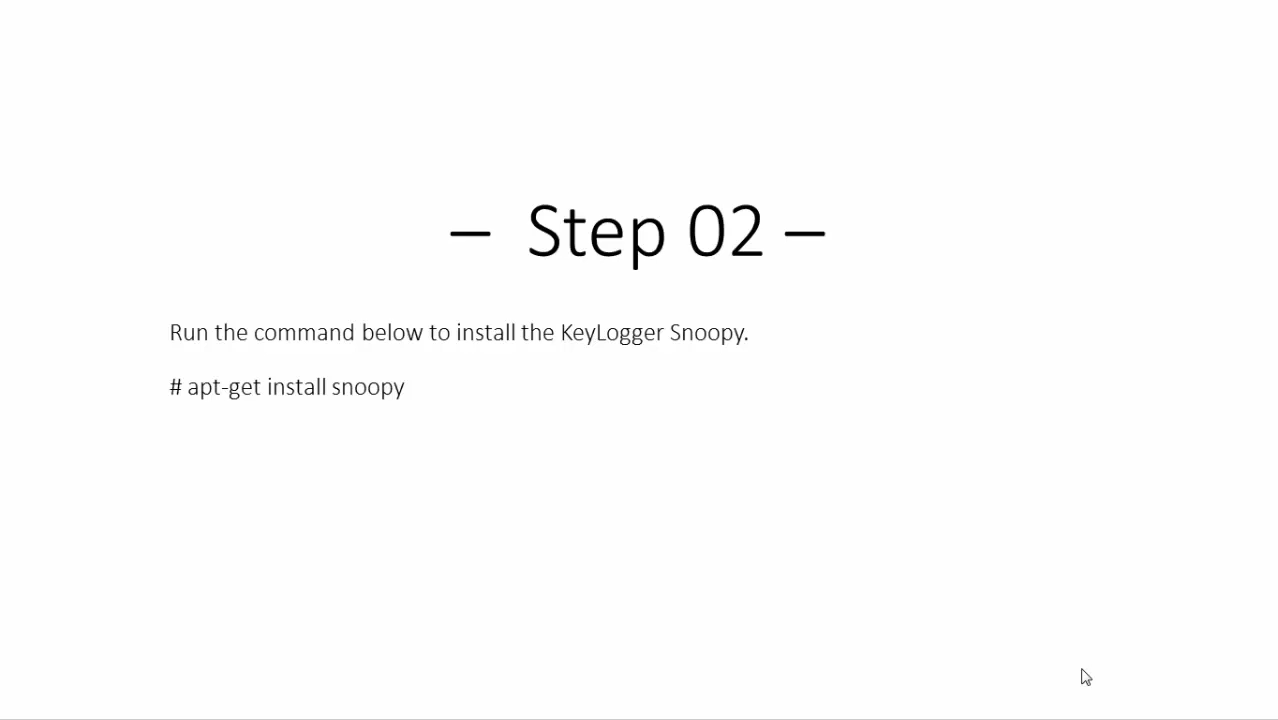 – Step 02 –
Run the command below to install the KeyLogger Snoopy.
# apt-get install snoopy